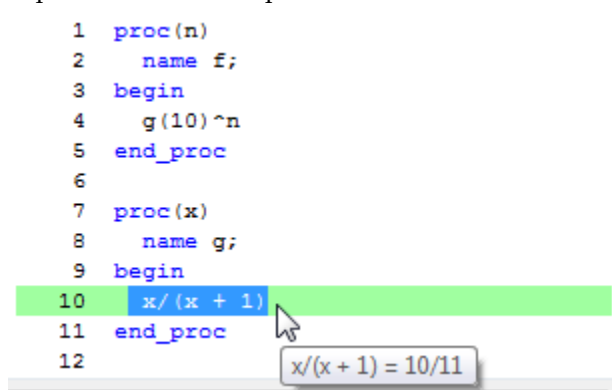 1 proc(n)
2 name f;
3 begin
4 g(10)^n
5 end_proc
6
7 proc(x)
8 name g;
9 begin
10 x/(x + 1)
11 end_proc
12
x/(x + 1) = 10/11